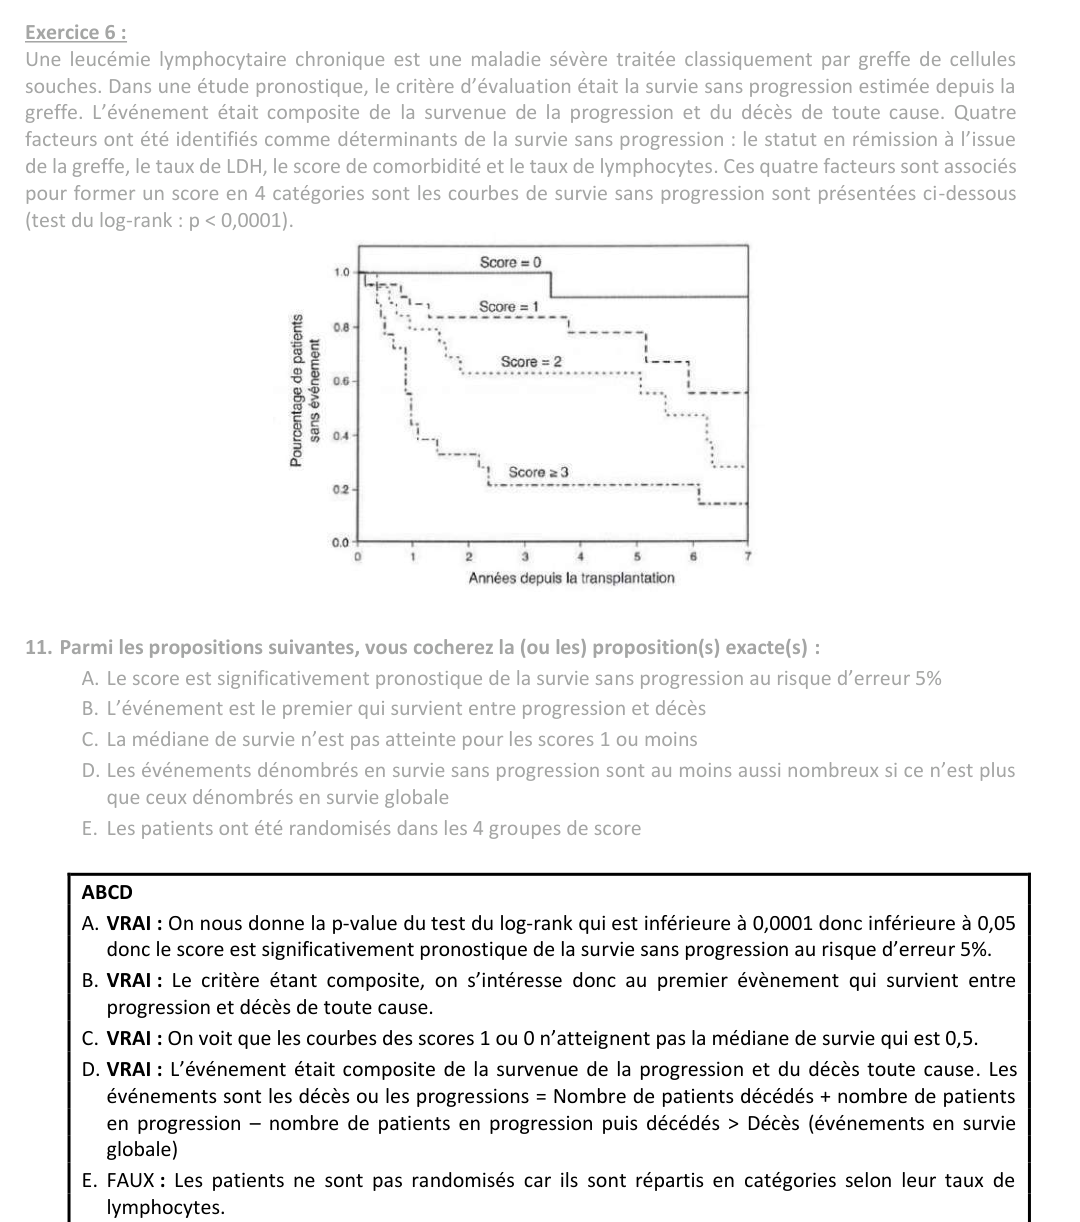 Exercice 6 :
Une leucémie lymphocytaire chronique est une maladie sévère traitée classiquement par greffe de cellules
souches. Dans une étude pronostique, le critère d’évaluation était la survie sans progression estimée depuis la
greffe. L’événement était composite de la survenue de la progression et du décès de toute cause. Quatre
facteurs ont été identifiés comme déterminants de la survie sans progression : le statut en rémission à l’issue
de la greffe, le taux de LDH, le score de comorbidité et le taux de lymphocytes. Ces quatre facteurs sont associés
pour former un score en 4 catégories sont les courbes de survie sans progression sont présentées ci-dessous
(test du log-rank : p < 0,0001).
Score = 0
1.0
Score = 1
0.8
Score = 2
0.6
Pourcentage de patients
sans événement
0.4
Score ≥ 3
0.2
0.0
0 1 2 3 4 5 6 7
Années depuis la transplantation
11. Parmi les propositions suivantes, vous cocherez la (ou les) proposition(s) exacte(s) :
A. Le score est significativement pronostique de la survie sans progression au risque d’erreur 5%
B. L’événement est le premier qui survient entre progression et décès
C. La médiane de survie n’est pas atteinte pour les scores 1 ou moins
D. Les événements dénombrés en survie sans progression sont au moins aussi nombreux si ce n’est plus
que ceux dénombrés en survie globale
E. Les patients ont été randomisés dans les 4 groupes de score
ABCD
A. VRAI : On nous donne la p-value du test du log-rank qui est inférieure à 0,0001 donc inférieure à 0,05
donc le score est significativement pronostique de la survie sans progression au risque d’erreur 5%.
B. VRAI : Le critère étant composite, on s’intéresse donc au premier évènement qui survient entre
progression et décès de toute cause.
C. VRAI : On voit que les courbes des scores 1 ou 0 n’atteignent pas la médiane de survie qui est 0,5.
D. VRAI : L’événement était composite de la survenue de la progression et du décès toute cause. Les
événements sont les décès ou les progressions = Nombre de patients décédés + nombre de patients
en progression – nombre de patients en progression puis décédés > Décès (événements en survie
globale)
E. FAUX : Les patients ne sont pas randomisés car ils sont répartis en catégories selon leur taux de
lymphocytes.